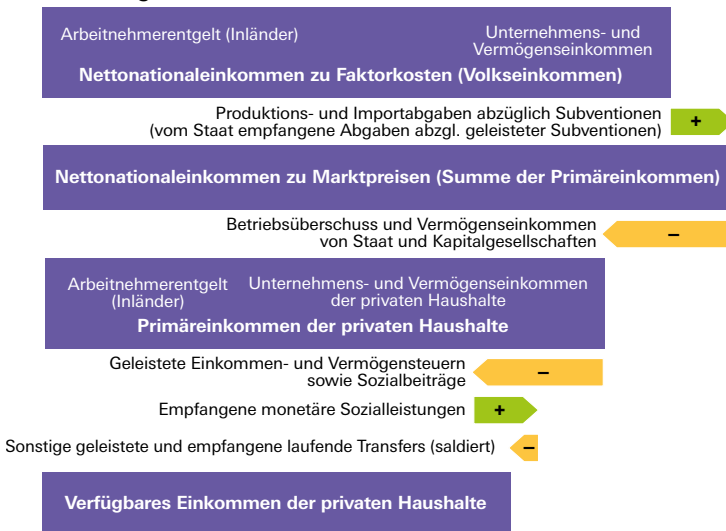 Arbeitnehmerentgelt (Inländer)
Unternehmens- und
Vermögenseinkommen
Nettonationaleinkommen zu Faktorkosten (Volkseinkommen)
Produktions- und Importabgaben abzüglich Subventionen
(vom Staat empfangene Abgaben abzgl. geleisteter Subventionen)
+
Nettonationaleinkommen zu Marktpreisen (Summe der Primäreinkommen)
Betriebsüberschuss und Vermögenseinkommen
von Staat und Kapitalgesellschaften
–
Arbeitnehmerentgelt
(Inländer)
Unternehmens- und Vermögenseinkommen
der privaten Haushalte
Primäreinkommen der privaten Haushalte
Geleistete Einkommen- und Vermögensteuern
sowie Sozialbeiträge
–
Empfangene monetäre Sozialleistungen
+
Sonstige geleistete und empfangene laufende Transfers (saldiert)
–
Verfügbares Einkommen der privaten Haushalte